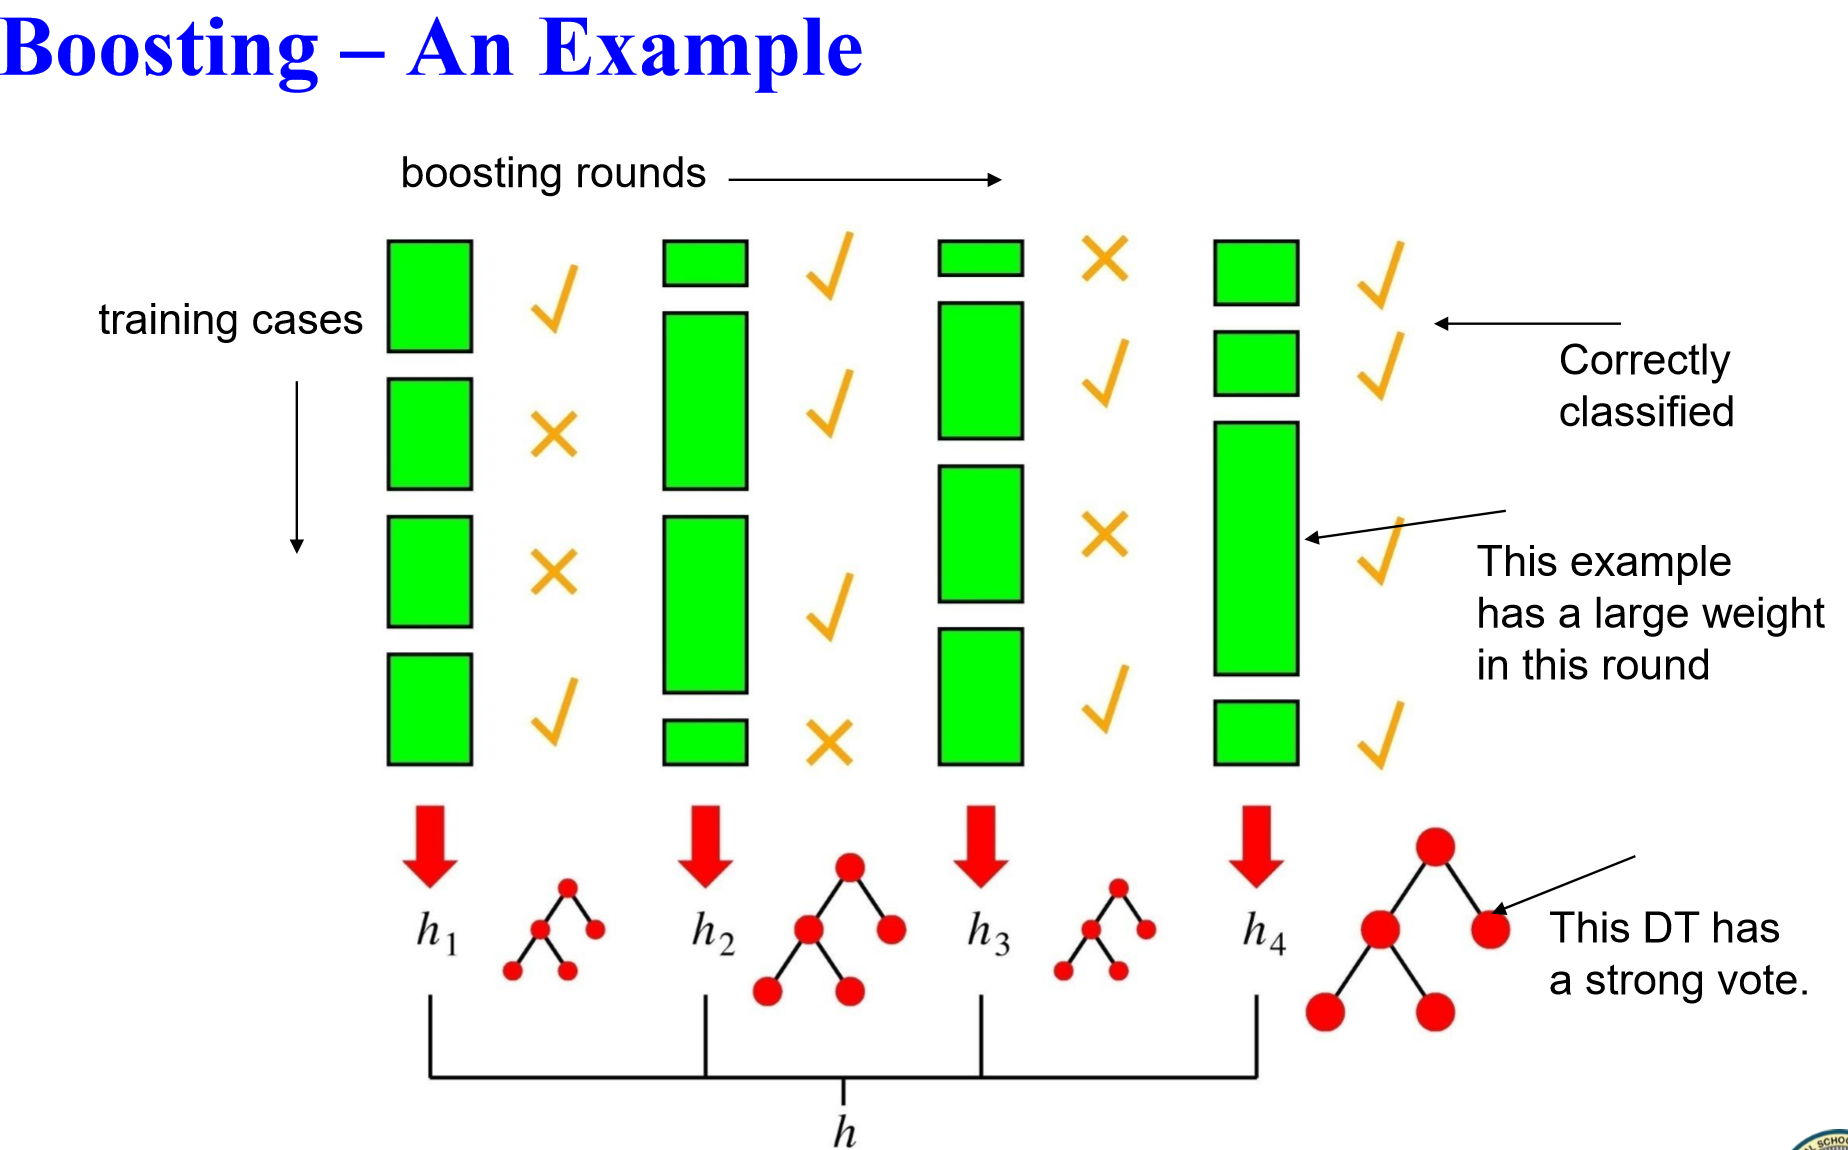 Boosting – An Example
boosting rounds
training cases
Correctly
classified
This example
has a large weight
in this round
h1
h2
h3
h4
This DT has
a strong vote.
h